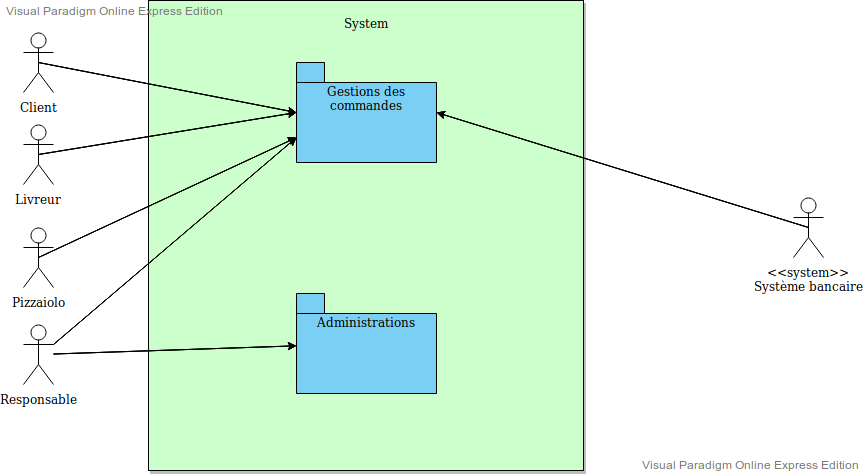 Visual Paradigm Online Express Edition
System
Client
Gestions des
commandes
Livreur
Pizzaiolo
<<system>>
Système bancaire
Administrations
Responsable
Visual Paradigm Online Express Edition